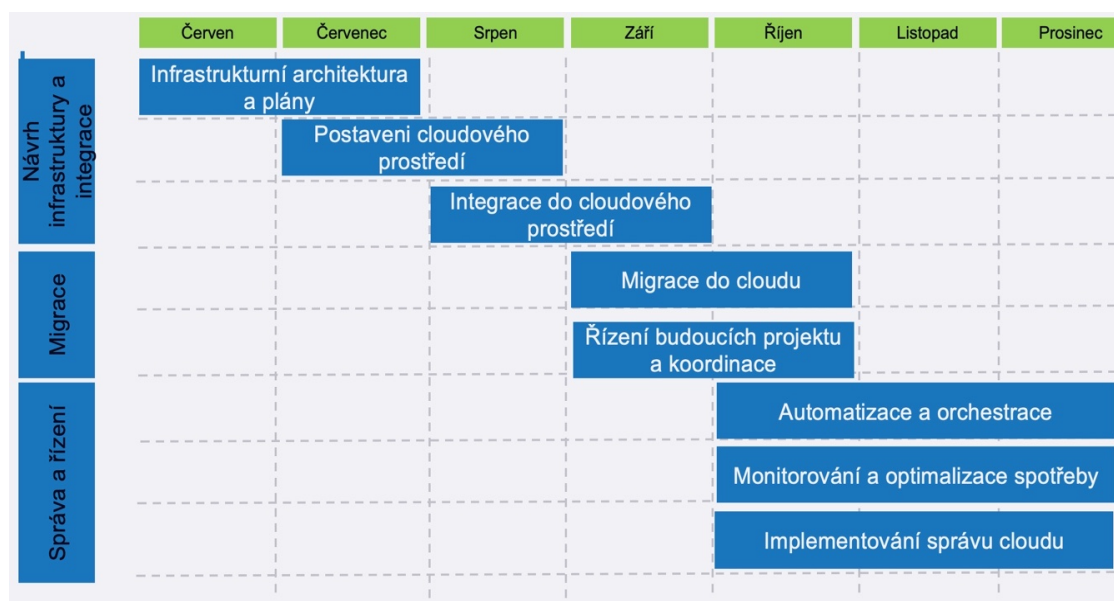 Červen
Červenec
Srpen
Září
Říjen
Listopad
Prosinec
Návrh
infrastruktury a
integrace
Infrastrukturní architektura
a plány
Postaveni cloudového
prostředí
Integrace do cloudového
prostředí
Migrace
Migrace do cloudu
Řízení budoucích projektu
a koordinace
Správa a řízení
Automatizace a orchestrace
Monitorování a optimalizace spotřeby
Implementování správu cloudu